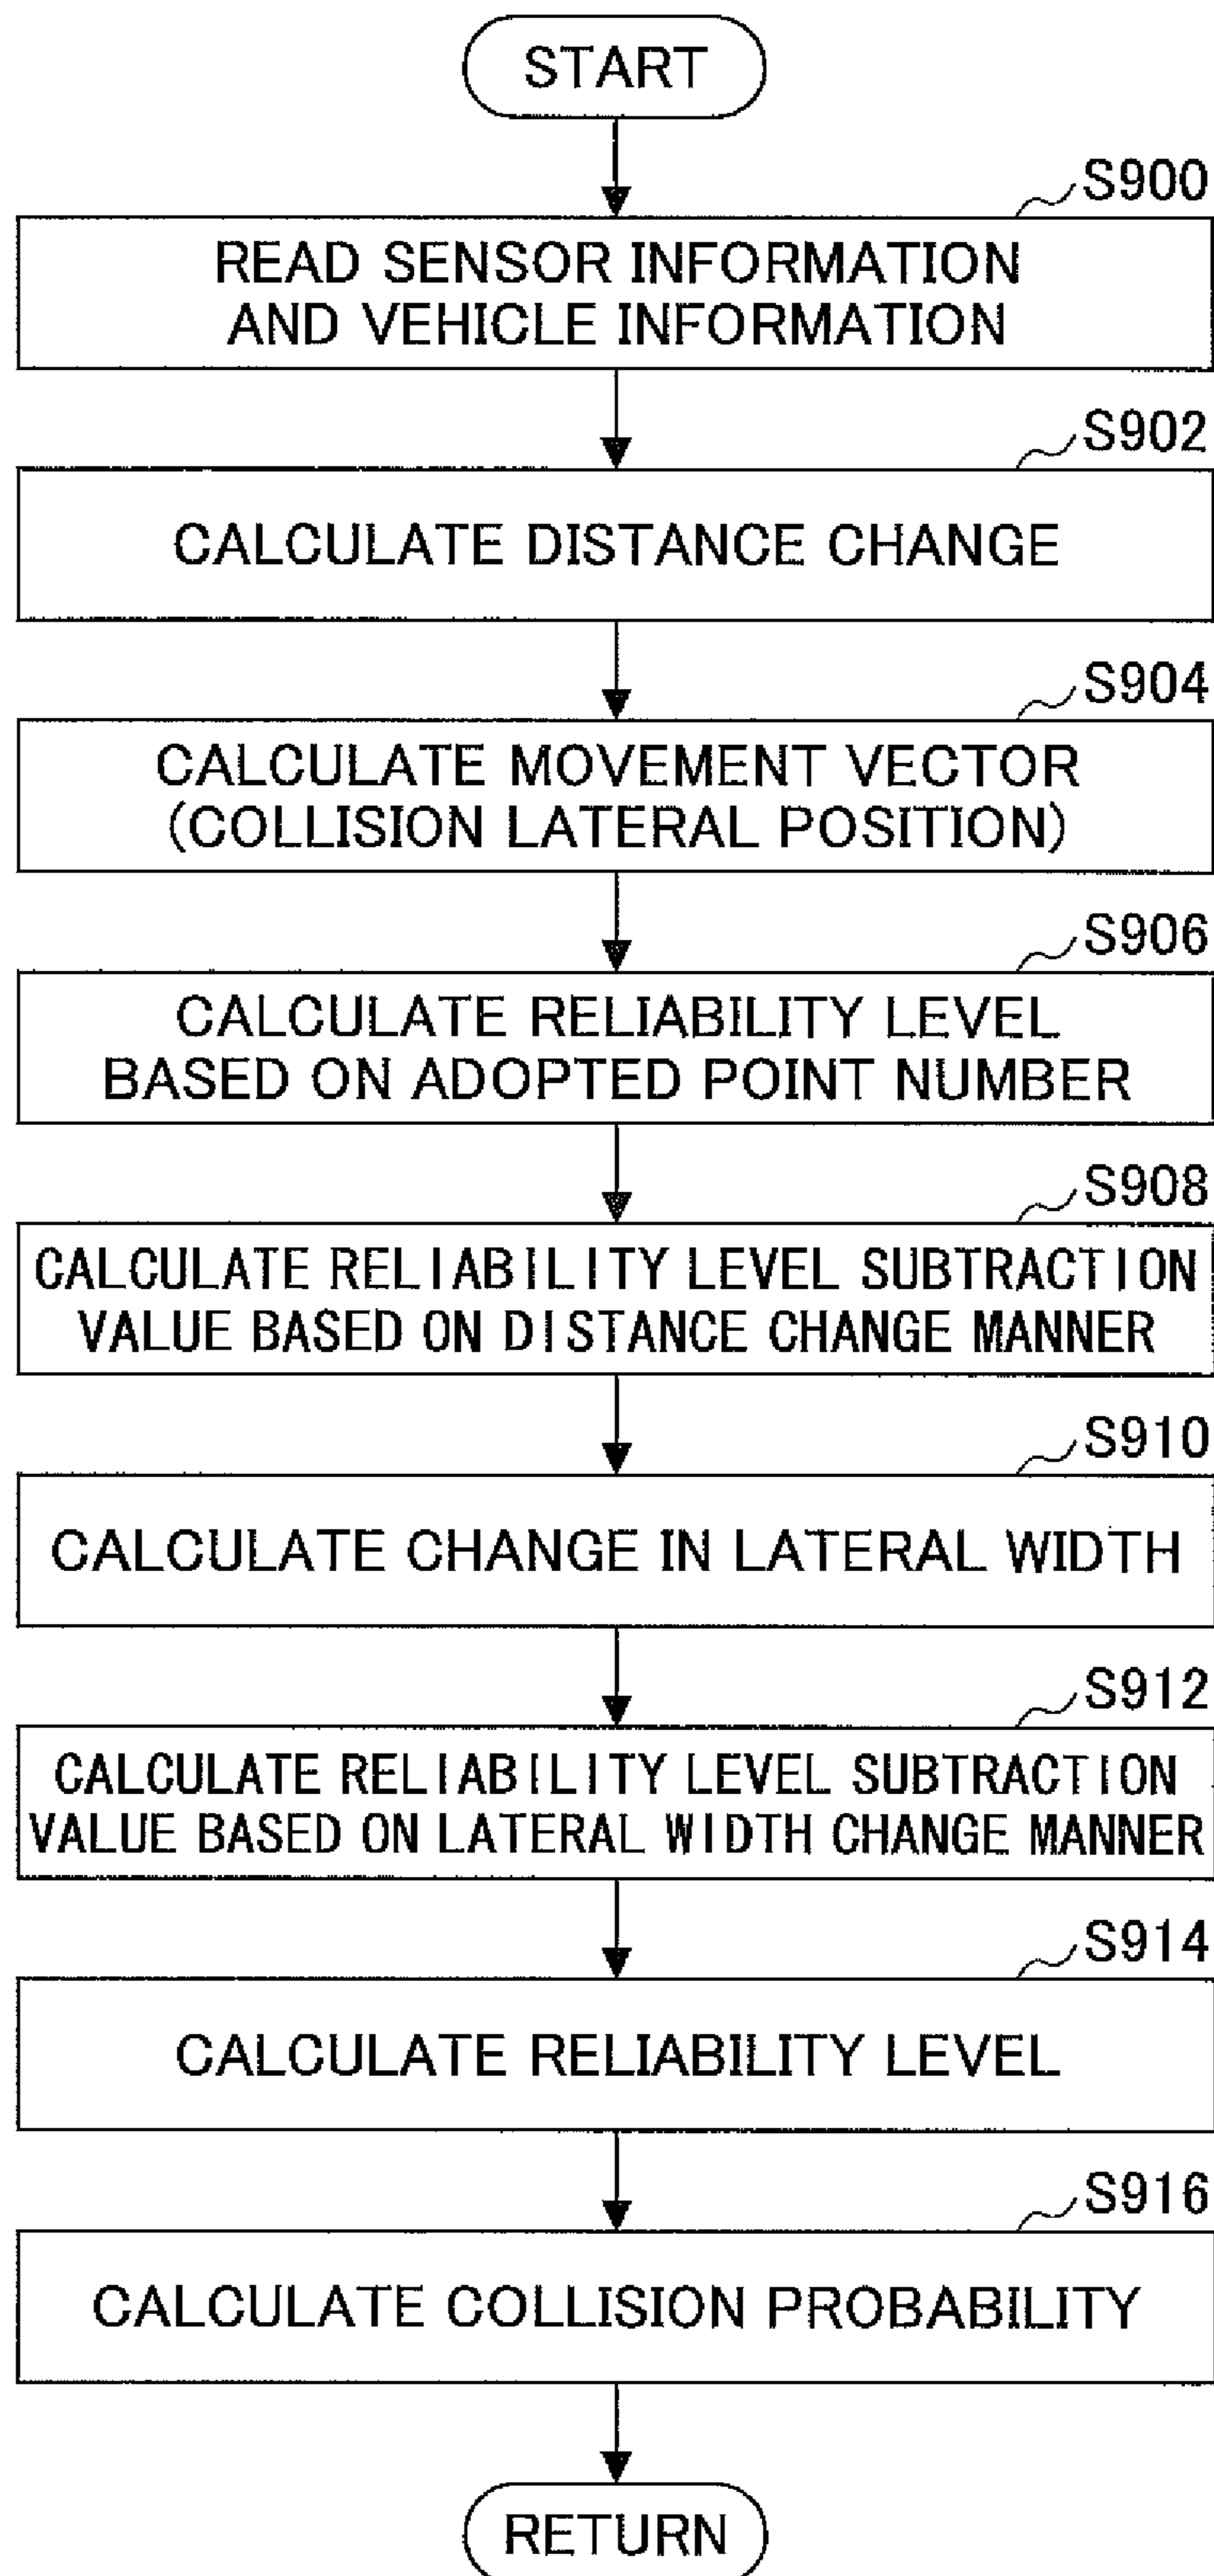 START
S900
READ SENSOR INFORMATION
AND VEHICLE INFORMATION
S902
CALCULATE DISTANCE CHANGE
S904
CALCULATE MOVEMENT VECTOR
(COLLISION LATERAL POSITION)
S906
CALCULATE RELIABILITY LEVEL
BASED ON ADOPTED POINT NUMBER
S908
CALCULATE RELIABILITY LEVEL SUBTRACTION
VALUE BASED ON DISTANCE CHANGE MANNER
S910
CALCULATE CHANGE IN LATERAL WIDTH
S912
CALCULATE RELIABILITY LEVEL SUBTRACTION
VALUE BASED ON LATERAL WIDTH CHANGE MANNER
S914
CALCULATE RELIABILITY LEVEL
S916
CALCULATE COLLISION PROBABILITY
RETURN